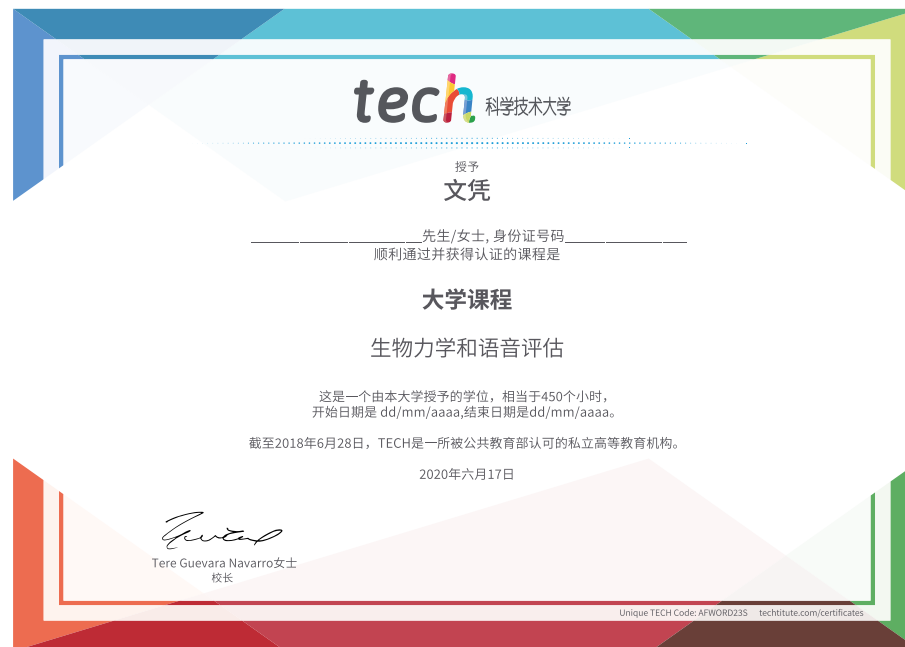 tech 科学技术大学
授予
文凭
先生/女士, 身份证号码
顺利通过并获得认证的课程是
大学课程
生物力学和语音评估
这是一个由本大学授予的学位，相当于450个小时，
开始日期是 dd/mm/aaaa,结束日期是dd/mm/aaaa。
截至2018年6月28日，TECH是一所被公共教育部认可的私立高等教育机构。
2020年六月17日
Tere Guevara Navarro女士
校长
Unique TECH Code: AFWORD23S techtitute.com/certificates